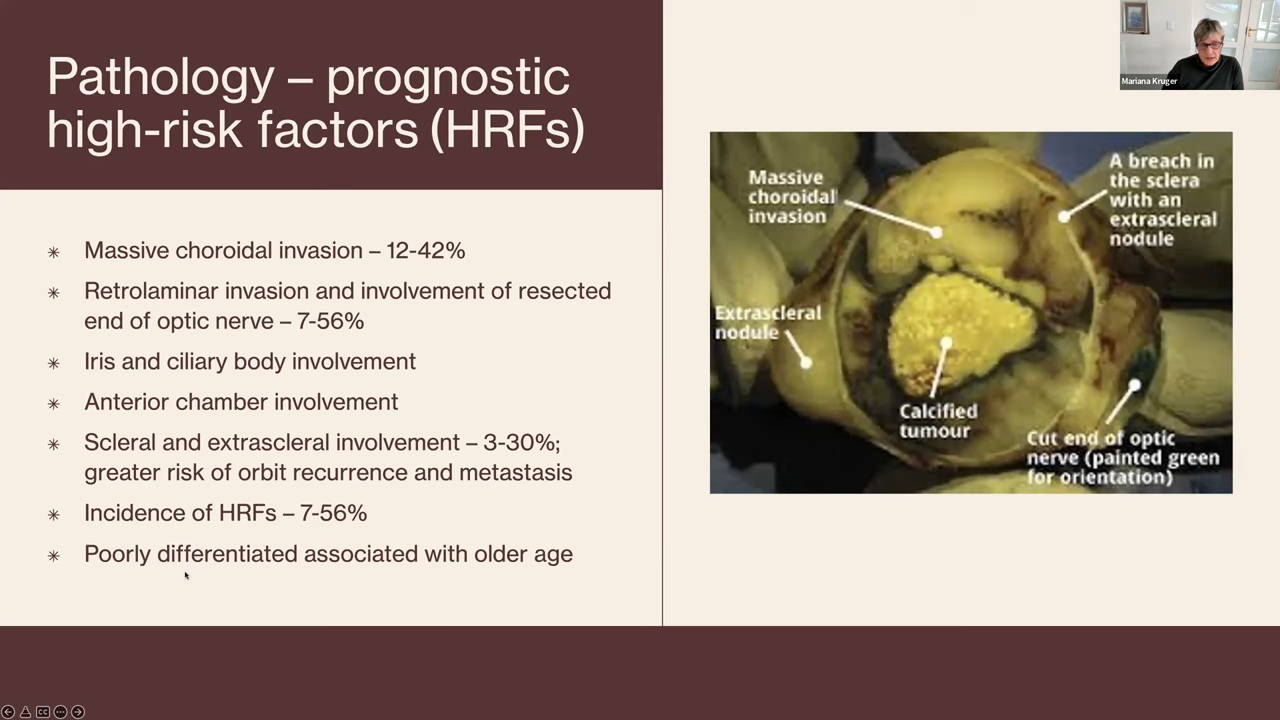 Pathology – prognostic
high-risk factors (HRFs)
Massive choroidal invasion – 12-42%
Retrolaminar invasion and involvement of resected
end of optic nerve – 7-56%
Iris and ciliary body involvement
Anterior chamber involvement
Scleral and extrascleral involvement – 3-30%;
greater risk of orbit recurrence and metastasis
Incidence of HRFs – 7-56%
Poorly differentiated associated with older age
Massive
choroidal
invasion
A breach in
the sclera
with an
extrascleral
nodule
Extrascleral
nodule
Calcified
tumour
Cut end of optic
nerve (painted green
for orientation)
Mariana Kruger
CC